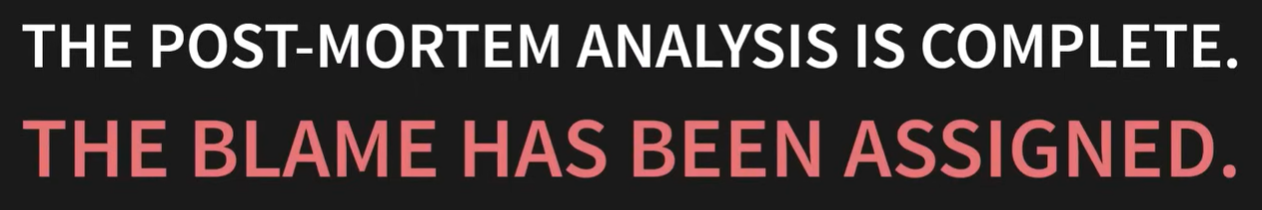 THE POST-MORTEM ANALYSIS IS COMPLETE.
THE BLAME HAS BEEN ASSIGNED.